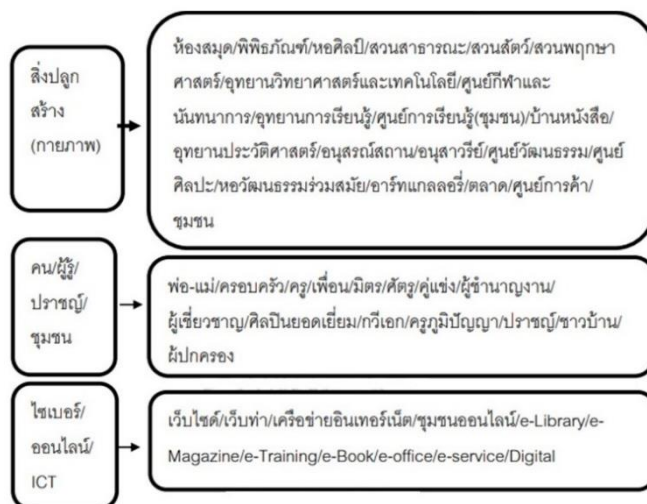 สิ่งปลูก
สร้าง
(กายภาพ)
ห้องสมุด/พิพิธภัณฑ์/หอศิลป์/สวนสาธารณะ/สวนสัตว์/สวนพฤกษา
ศาสตร์/อุทยานวิทยาศาสตร์และเทคโนโลยี/ศูนย์กีฬาและ
นันทนาการ/อุทยานการเรียนรู้/ศูนย์การเรียนรู้(ชุมชน)/บ้านหนังสือ/
อุทยานประวัติศาสตร์/อนุสรณ์สถาน/อนุสาวรีย์/ศูนย์วัฒนธรรม/ศูนย์
ศิลปะ/หอวัฒนธรรมร่วมสมัย/อาร์ทแกลลอรี่/ตลาด/ศูนย์การค้า/
ชุมชน
คน/ผู้รู้/
ปราชญ์/
ชุมชน
พ่อ-แม่/ครอบครัว/ครู/เพื่อน/มิตร/ศัตรู/คู่แข่ง/ผู้ชำนาญงาน/
ผู้เชี่ยวชาญ/ศิลปินยอดเยี่ยม/กวีเอก/ครูภูมิปัญญา/ปราชญ์/ชาวบ้าน/
ผู้ปกครอง
ไซเบอร์/
ออนไลน์/
ICT
เว็บไซด์/เว็บท่า/เครือข่ายอินเทอร์เน็ต/ชุมชนออนไลน์/e-Library/e-
Magazine/e-Training/e-Book/e-office/e-service/Digital